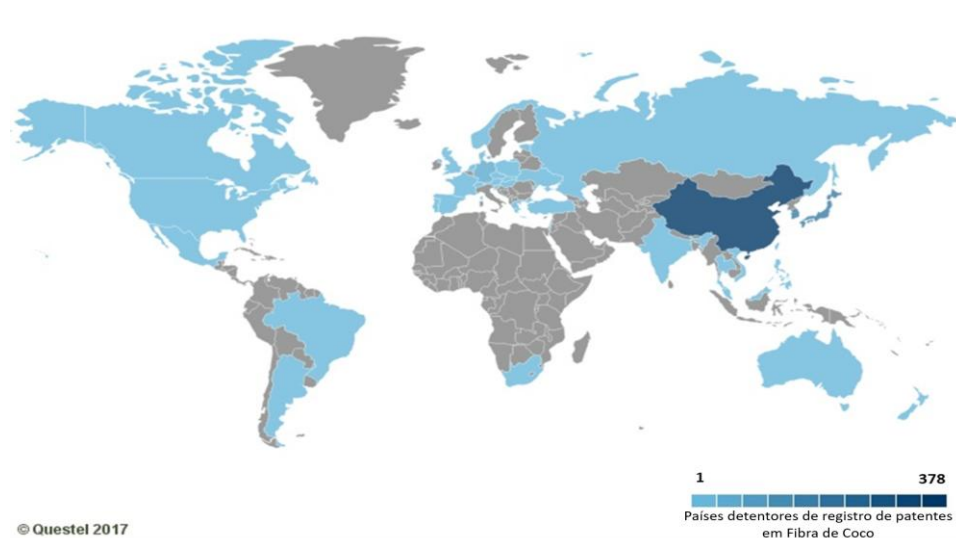 1 378
Países detentores de registro de patentes
em Fibra de Coco
© Questel 2017